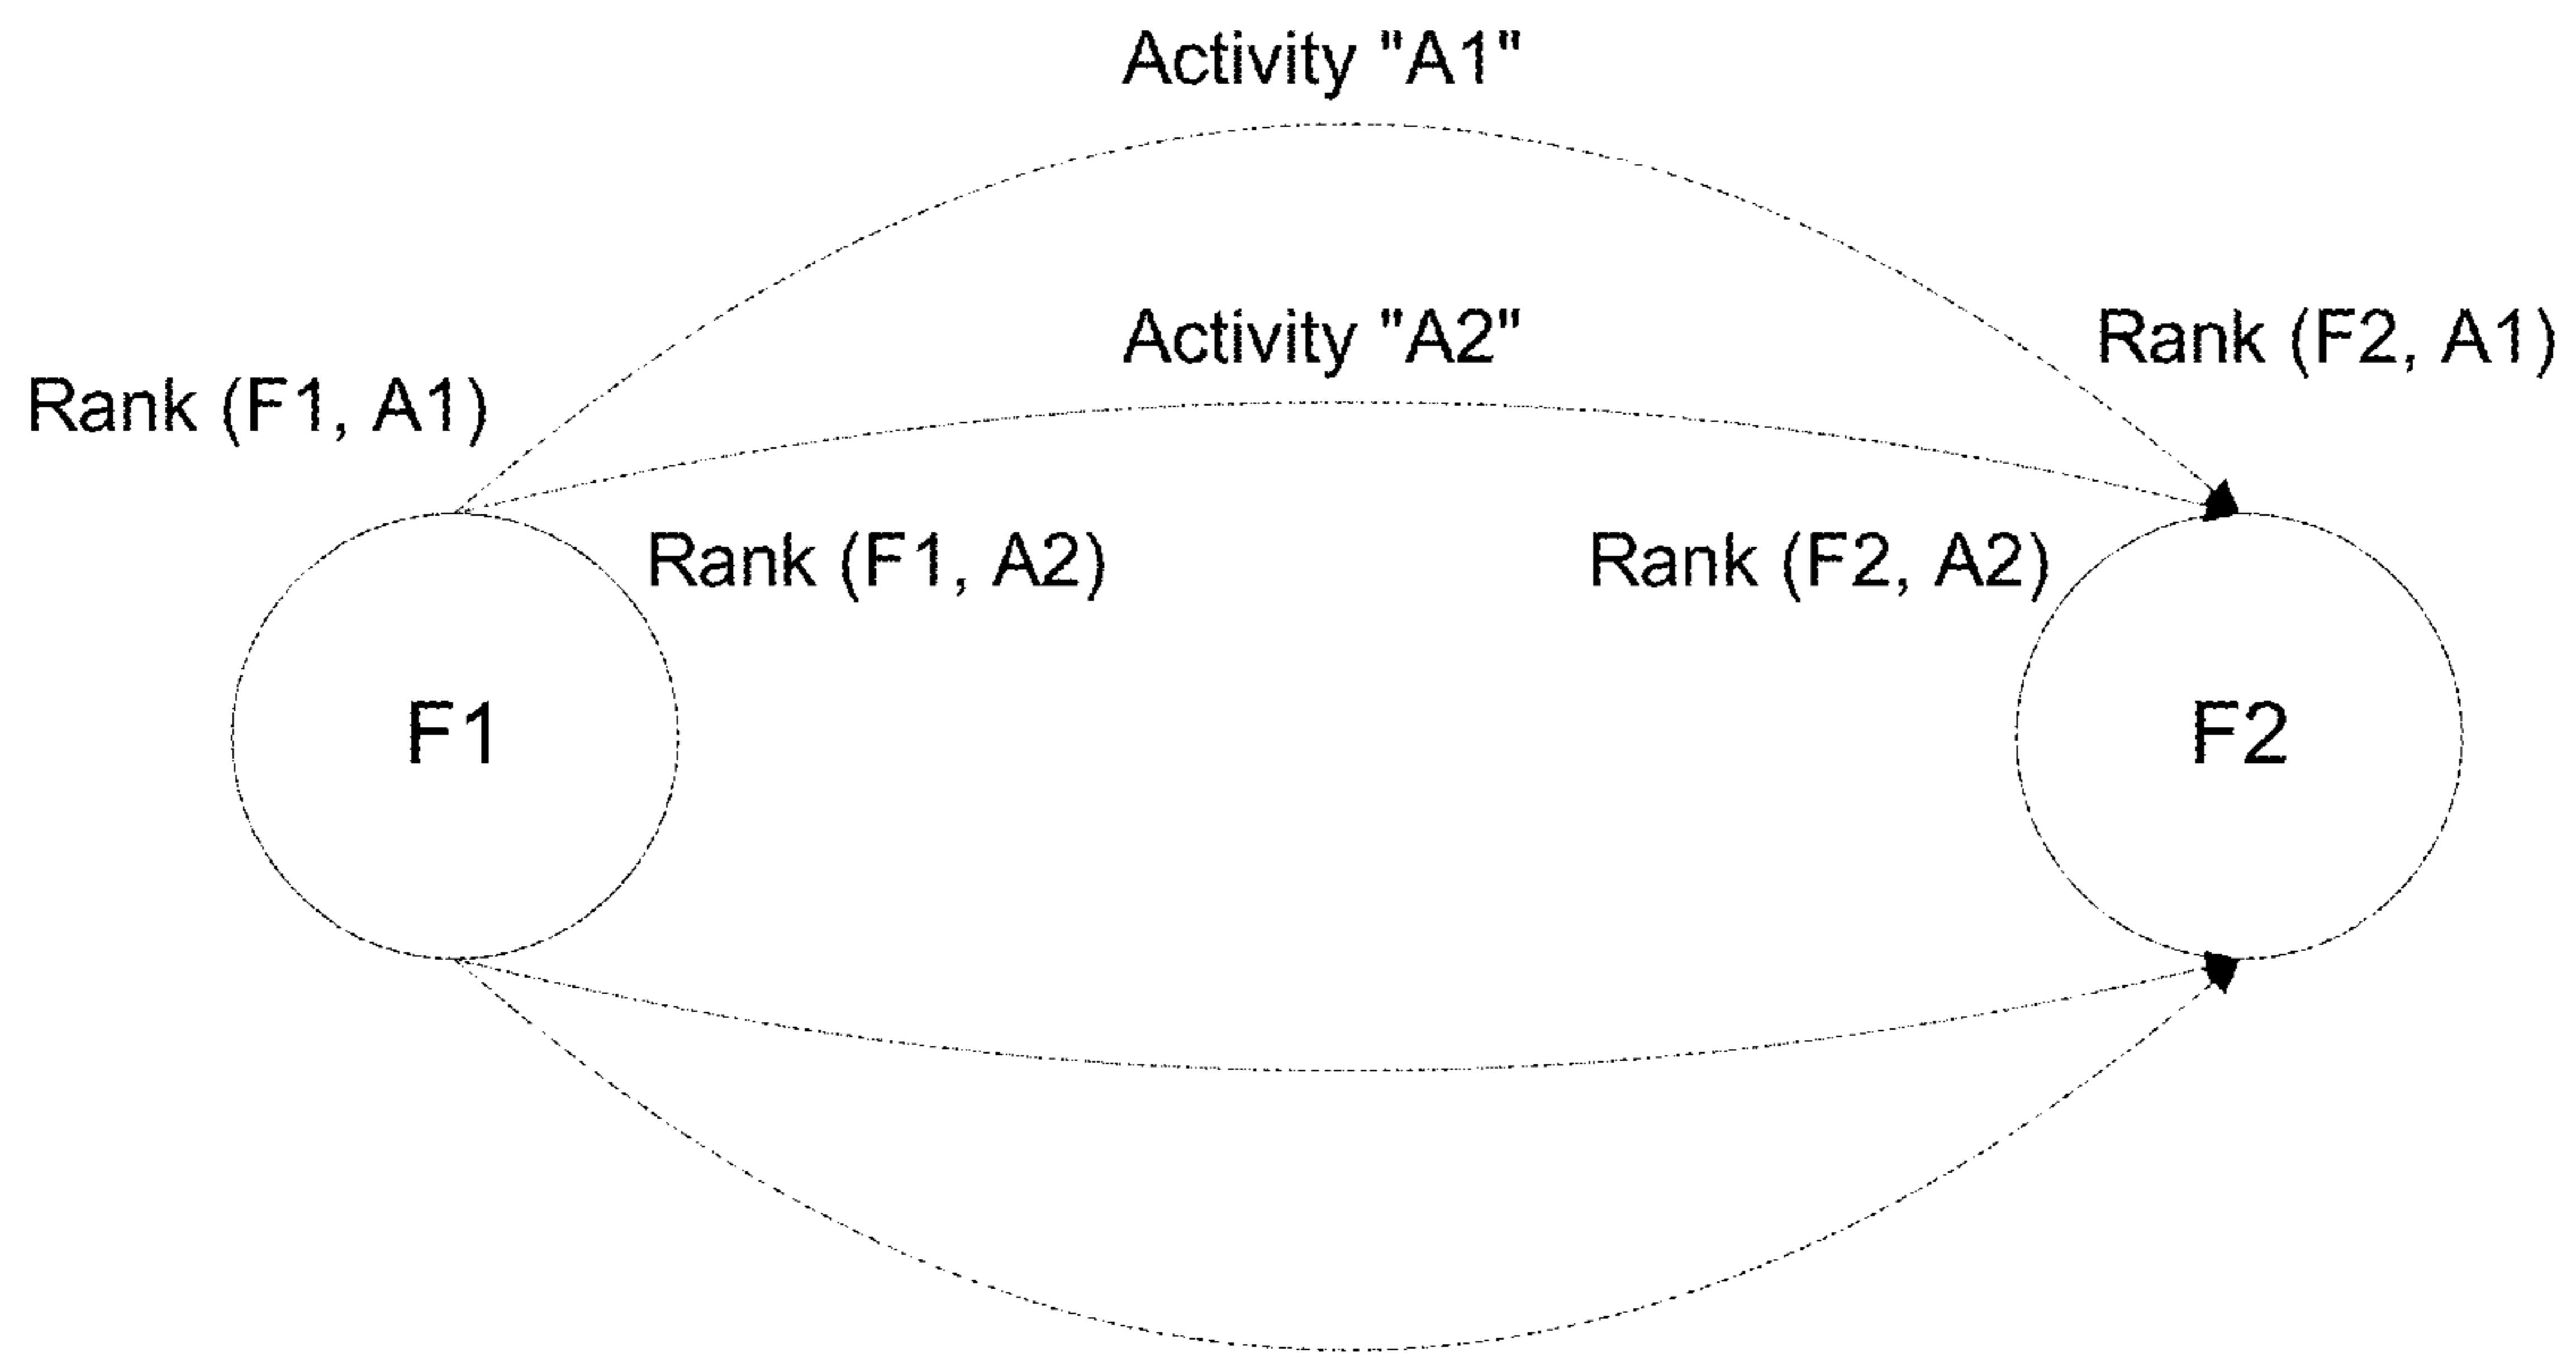 Activity "A1"
Activity "A2"
Rank (F2, A1)
Rank (F1, A1)
Rank (F1, A2)
Rank (F2, A2)
F1
F2